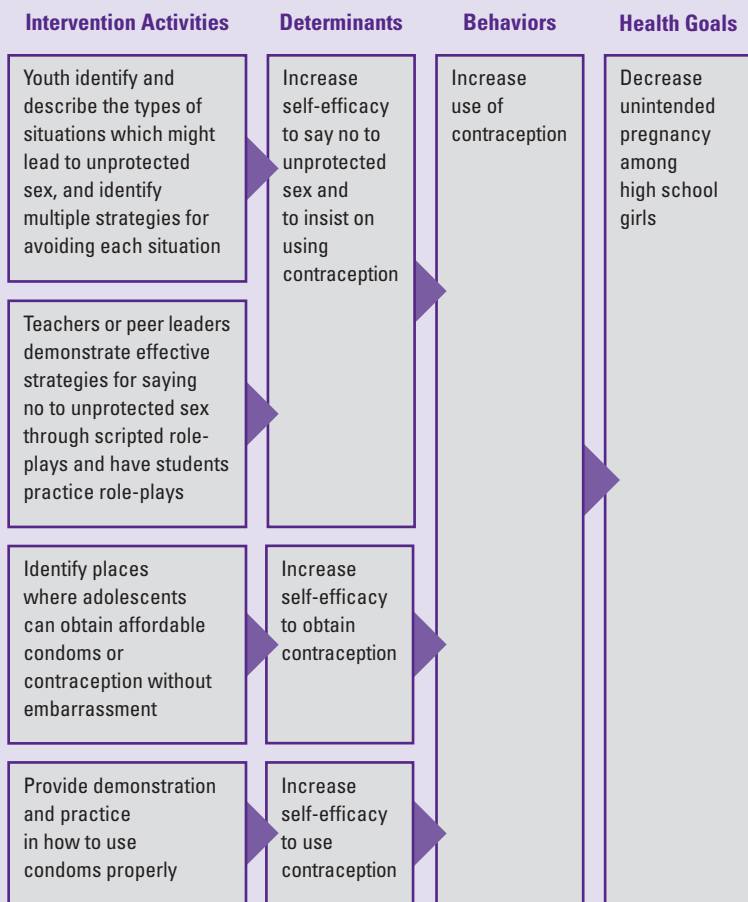 Intervention Activities
Determinants
Behaviors
Health Goals
Youth identify and
describe the types of
situations which might
lead to unprotected
sex, and identify
multiple strategies for
avoiding each situation
Teachers or peer leaders
demonstrate effective
strategies for saying
no to unprotected sex
through scripted role-
plays and have students
practice role-plays
Identify places
where adolescents
can obtain affordable
condoms or
contraception without
embarrassment
Provide demonstration
and practice
in how to use
condoms properly
Increase
self-efficacy
to say no to
unprotected
sex and
to insist on
using
contraception
Increase
self-efficacy
to obtain
contraception
Increase
self-efficacy
to use
contraception
Increase
use of
contraception
Decrease
unintended
pregnancy
among
high school
girls